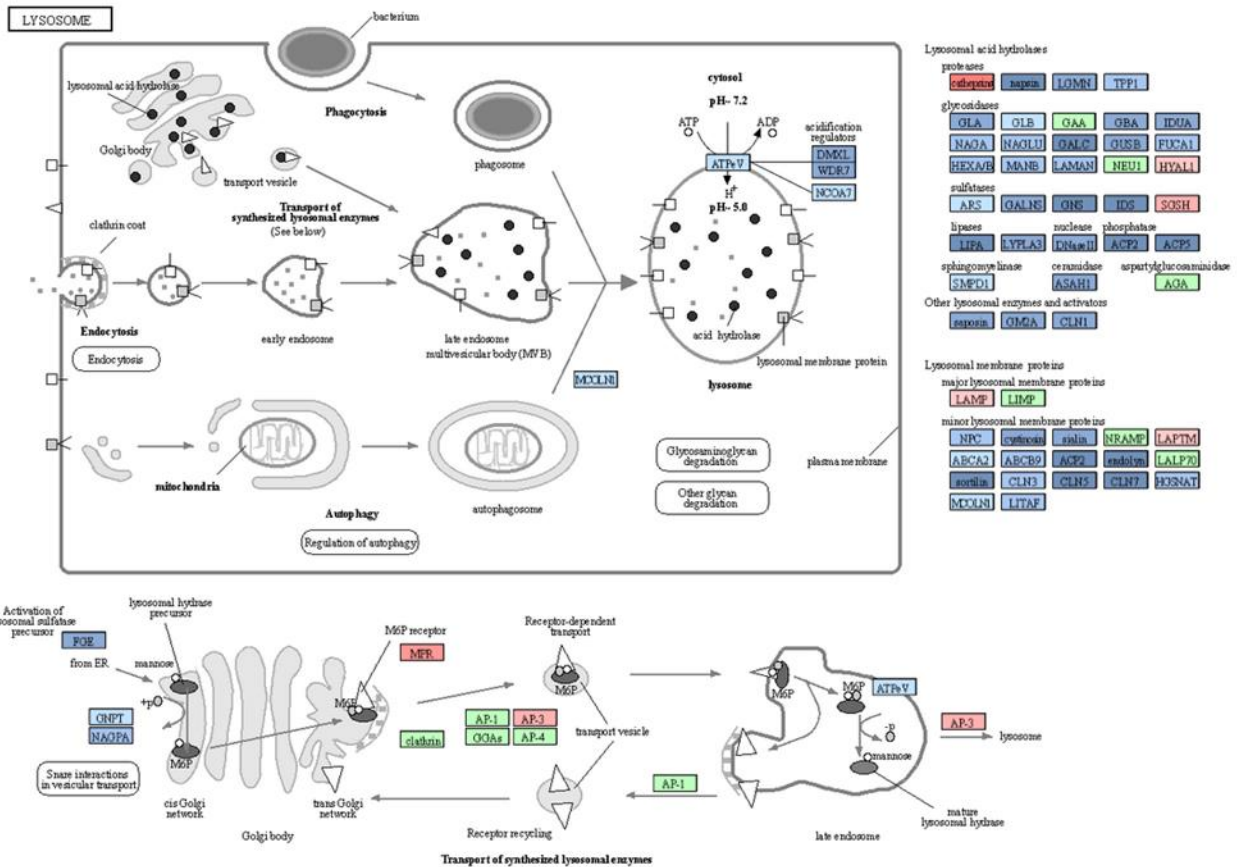 LYSOSOME
bacterium
lysosomal acid hydrolase
Phagocytosis
Golgi body
transport vesicle
phagosome
Transport of
synthesized lysosomal enzymes
(See below)
clathrin coat
Endocytosis
Endocytosis
early endosome
late endosome
multivesicular body (MVB)
MCOLN1
mitochondria
Autophagy
Regulation of autophagy
autophagosome
cytosol
pH~ 7.2
ATP
ADP
ATPeV
H+
pH~ 5.0
acidification
regulators
DMXL
WDR7
NCOA7
acid hydrolase
lysosomal membrane protein
lysosome
Glycosaminoglycan
degradation
Other glycan
degradation
plasma membrane
Lysosomal acid hydrolases
proteases
cathepsins napsin LGMN TPP1
glycosidases
GLA GLB GAA GBA IDUA
NAGA NAGLU GALC GUSB FUCA1
HEXA/B MANB LAMAN NEU1 HYAL1
sulfatases
ARS GALNS GNS IDS SGSH
lipases nuclease phosphatase
LIPA LYPLA3 DNaseII ACP2 ACP5
sphingomyelinase ceramidase aspartylglucosaminidase
SMPD1 ASAH1 AGA
Other lysosomal enzymes and activators
saposin GM2A CLN1
Lysosomal membrane proteins
major lysosomal membrane proteins
LAMP LIMP
minor lysosomal membrane proteins
NPC cystinosin sialin NRAMP LAPTM
ABCA2 ABCB9 ACP2 endolyn LALP70
sortilin CLN3 CLN5 CLN7 HGSNAT
MCOLN1 LITAF
Activation of
sosomal sulfatase
precursor
FGE
from ER
lysosomal hydrase
precursor
mannose
M6P
+p
GNPT
NAGPA
M6P
Snare interactions
in vesicular transport
cis Golgi
network
Golgi body
trans Golgi
network
M6P receptor
MPR
M6P
clathrin
AP-1 AP-3
GGAs AP-4
Receptor-dependent
transport
M6P
transport vesicle
Receptor recycling
AP-1
M6P
M6P
ATPeV
-p
mannose
AP-3
lysosome
mature
lysosomal hydrase
late endosome
Transport of synthesized lysosomal enzymes